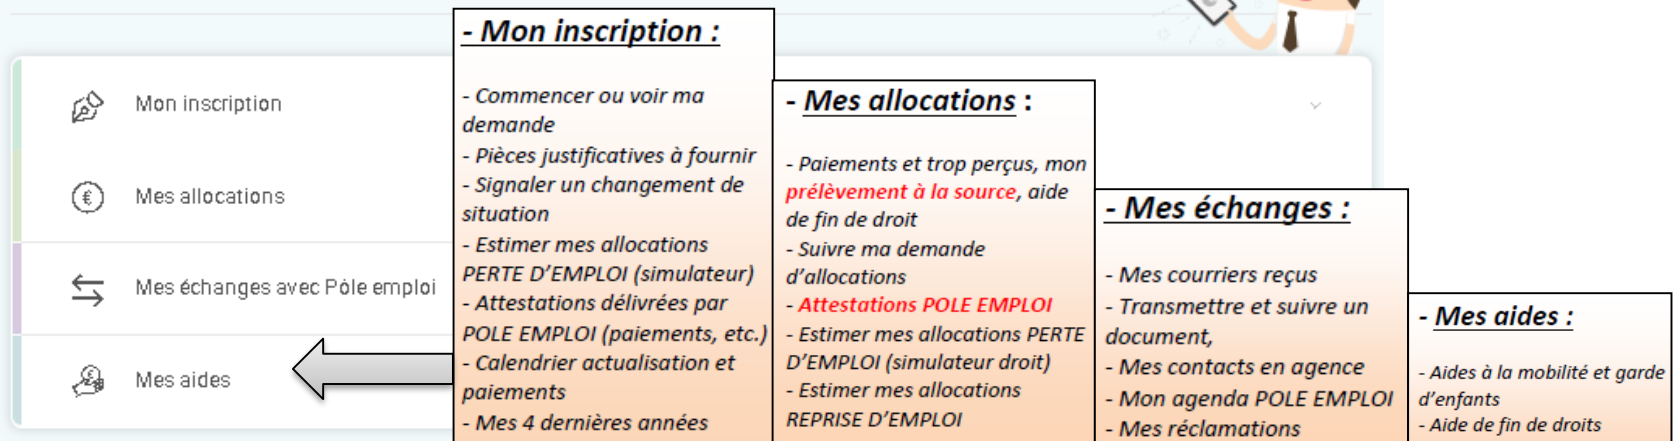 Mon inscription
Mes allocations
Mes échanges avec Pôle emploi
Mes aides
- Mon inscription :
- Commencer ou voir ma
demande
- Pièces justificatives à fournir
- Signaler un changement de
situation
- Estimer mes allocations
PERTE D'EMPLOI (simulateur)
- Attestations délivrées par
POLE EMPLOI (paiements, etc.)
- Calendrier actualisation et
paiements
- Mes 4 dernières années
- Mes allocations :
- Paiements et trop perçus, mon
prélèvement à la source, aide
de fin de droit
- Suivre ma demande
d'allocations
- Attestations POLE EMPLOI
- Estimer mes allocations PERTE
D'EMPLOI (simulateur droit)
- Estimer mes allocations
REPRISE D'EMPLOI
- Mes échanges :
- Mes courriers reçus
- Transmettre et suivre un
document,
- Mes contacts en agence
- Mon agenda POLE EMPLOI
- Mes réclamations
- Mes aides :
- Aides à la mobilité et garde
d'enfants
- Aide de fin de droits